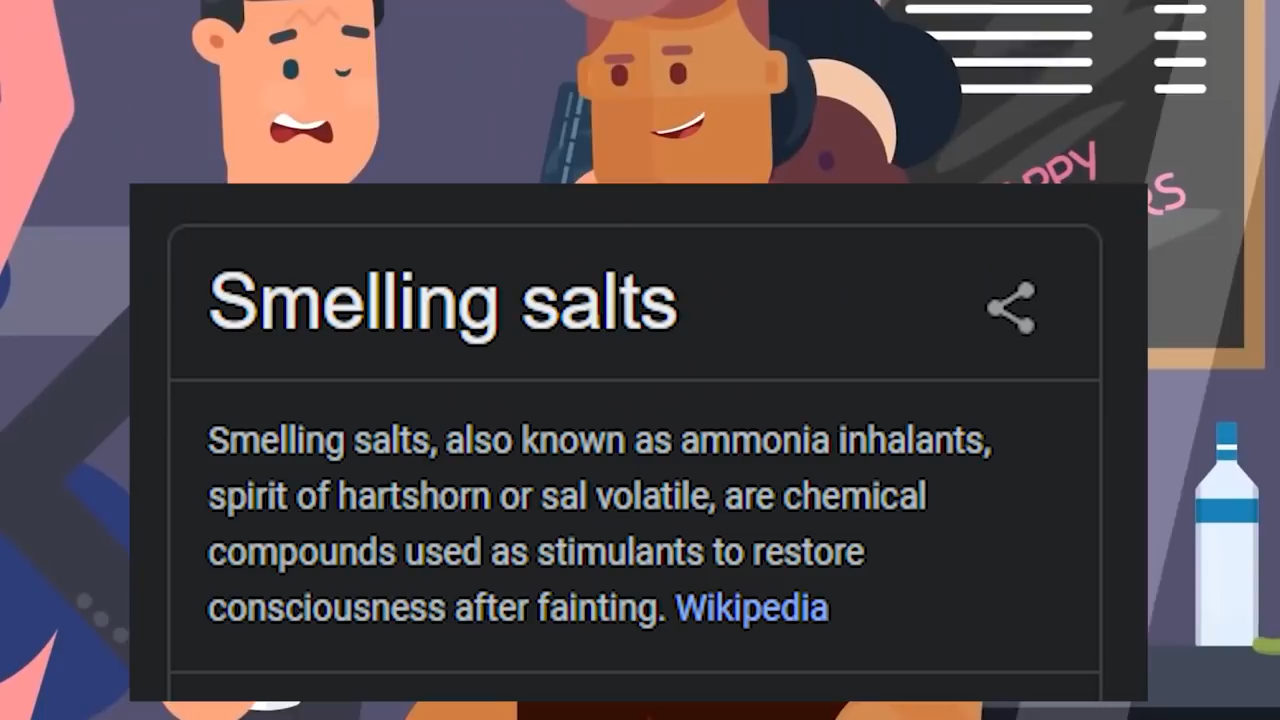 Smelling salts
Smelling salts, also known as ammonia inhalants,
spirit of hartshorn or sal volatile, are chemical
compounds used as stimulants to restore
consciousness after fainting. Wikipedia